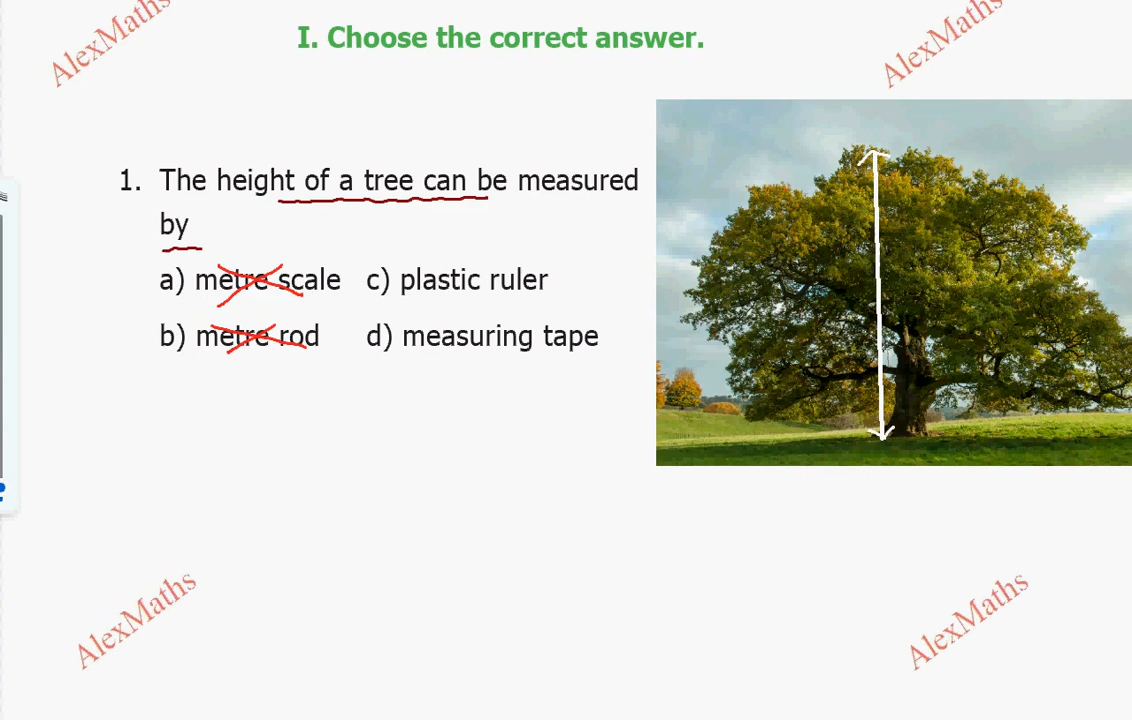 AlexMaths
AlexMaths
I. Choose the correct answer.
1. The height of a tree can be measured
by
a) metre scale c) plastic ruler
b) metre rod d) measuring tape
AlexMaths
AlexMaths